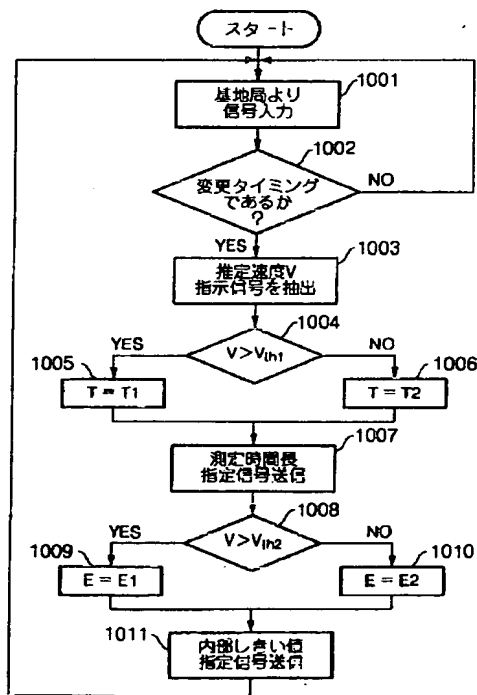 スタート
1001
基地局より
信号入力
1002
変更タイミング
であるか
?
NO
YES
1003
推定速度V
指示信号を抽出
1004
YES
V>Vth1
NO
1005
T=T1
1006
T=T2
1007
測定時間長
指定信号送信
1008
YES
V>Vth2
NO
1009
E=E1
1010
E=E2
1011
内部しきい値
指定信号送信